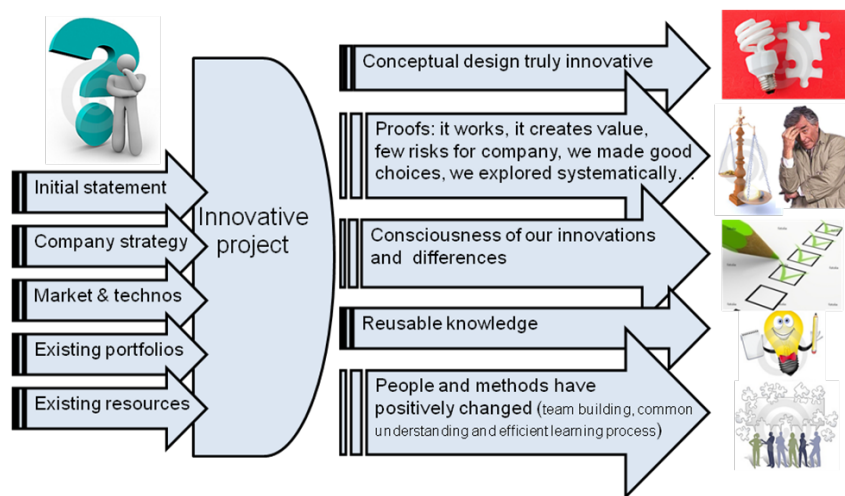 Initial statement
Company strategy
Market & technos
Existing portfolios
Existing resources
Innovative
project
Conceptual design truly innovative
Proofs: it works, it creates value,
few risks for company, we made good
choices, we explored systematically…
Consciousness of our innovations
and differences
Reusable knowledge
People and methods have
positively changed (team building, common
understanding and efficient learning process)